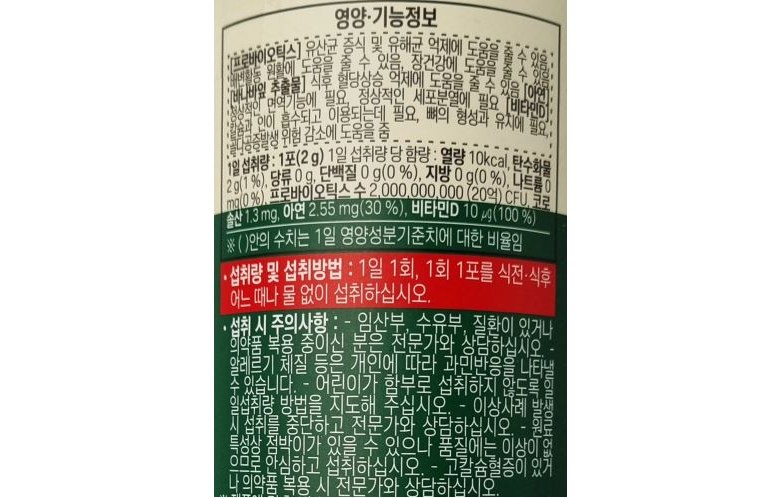 영양·기능정보
[프로바이오틱스] 유산균 증식 및 유해균 억제에 도움을 줄 수 있음,
배변활동 원활에 도움을 줄 수 있음, 장건강에 도움을 줄 수 있음
[바나바잎 추출물] 식후 혈당상승 억제에 도움을 줄 수 있음 [아연]
정상적인 면역기능에 필요, 정상적인 세포분열에 필요 [비타민D]
칼슘과 인이 흡수되고 이용되는데 필요, 뼈의 형성과 유지에 필요,
골다공증발생 위험 감소에 도움을 줌
1일 섭취량 : 1포(2 g) 1일 섭취량 당 함량 : 열량 10kcal, 탄수화물
2 g(1 %), 당류 0 g, 단백질 0 g(0 %), 지방 0 g(0 %), 나트륨 0
mg(0 %), 프로바이오틱스 수 2,000,000,000 (20억) CFU, 코로
솔산 1.3 mg, 아연 2.55 mg(30 %), 비타민D 10 ㎍(100 %)
※ ( )안의 수치는 1일 영양성분기준치에 대한 비율임
· 섭취량 및 섭취방법 : 1일 1회, 1회 1포를 식전·식후
어느 때나 물 없이 섭취하십시오.
· 섭취 시 주의사항 : - 임산부, 수유부, 질환이 있거나
의약품 복용 중이신 분은 전문가와 상담하십시오. -
알레르기 체질 등은 개인에 따라 과민반응을 나타낼
수 있습니다. - 어린이가 함부로 섭취하지 않도록 일
일섭취량 방법을 지도해 주십시오. - 이상사례 발생
시 섭취를 중단하고 전문가와 상담하십시오. - 원료
특성상 점박이가 있을 수 있으나 품질에는 이상이 없
으므로 안심하고 섭취하십시오. - 고칼슘혈증이 있거
나 의약품 복용 시 전문가와 상담하십시오.